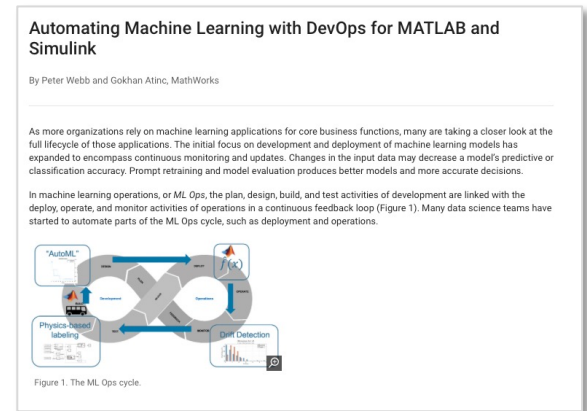 Automating Machine Learning with DevOps for MATLAB and
Simulink
By Peter Webb and Gokhan Atinc, MathWorks
As more organizations rely on machine learning applications for core business functions, many are taking a closer look at the
full lifecycle of those applications. The initial focus on development and deployment of machine learning models has
expanded to encompass continuous monitoring and updates. Changes in the input data may decrease a model's predictive or
classification accuracy. Prompt retraining and model evaluation produces better models and more accurate decisions.
In machine learning operations, or ML Ops, the plan, design, build, and test activities of development are linked with the
deploy, operate, and monitor activities of operations in a continuous feedback loop (Figure 1). Many data science teams have
started to automate parts of the ML Ops cycle, such as deployment and operations.
"AutoML"
f(x)
Development
Operations
Physics-based
labeling
Drift Detection
Figure 1. The ML Ops cycle.